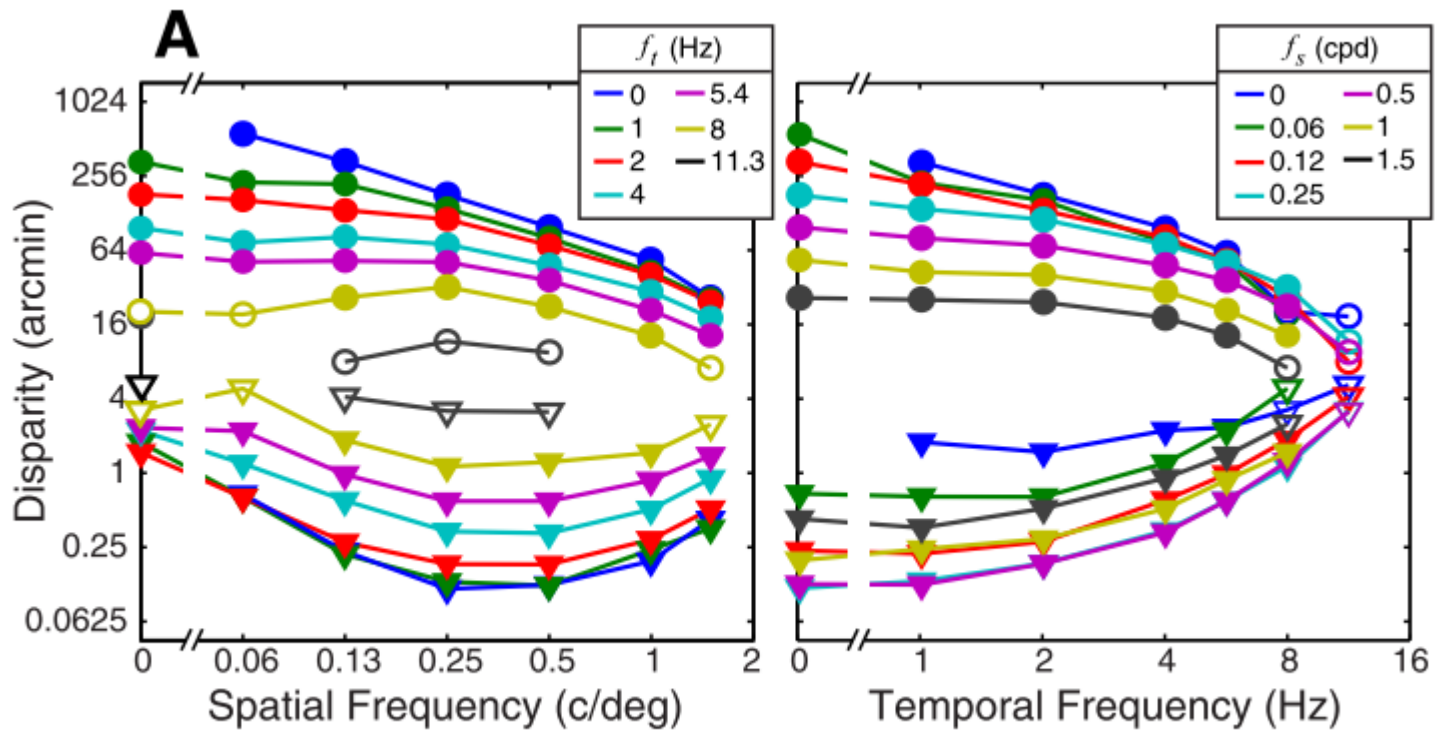 A
f_t (Hz)
0 5.4
1 8
2 11.3
4
f_s (cpd)
0 0.5
0.06 1
0.12 1.5
0.25
Disparity (arcmin)
1024
256
64
16
4
1
0.25
0.0625
0 0.06 0.13 0.25 0.5 1 2
Spatial Frequency (c/deg)
0 1 2 4 8 16
Temporal Frequency (Hz)